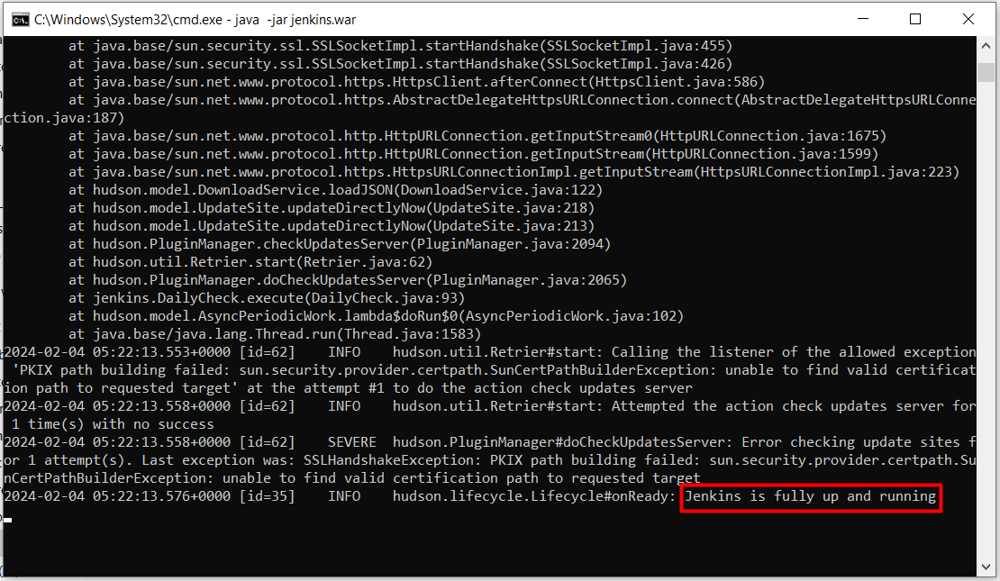 C:\Windows\System32\cmd.exe - java  -jar jenkins.war
        at java.base/sun.security.ssl.SSLSocketImpl.startHandshake(SSLSocketImpl.java:455)
        at java.base/sun.security.ssl.SSLSocketImpl.startHandshake(SSLSocketImpl.java:426)
        at java.base/sun.net.www.protocol.https.HttpsClient.afterConnect(HttpsClient.java:586)
        at java.base/sun.net.www.protocol.https.AbstractDelegateHttpsURLConnection.connect(AbstractDelegateHttpsURLConne
ction.java:187)
        at java.base/sun.net.www.protocol.http.HttpURLConnection.getInputStream0(HttpURLConnection.java:1675)
        at java.base/sun.net.www.protocol.http.HttpURLConnection.getInputStream(HttpURLConnection.java:1599)
        at java.base/sun.net.www.protocol.https.HttpsURLConnectionImpl.getInputStream(HttpsURLConnectionImpl.java:223)
        at hudson.model.DownloadService.loadJSON(DownloadService.java:122)
        at hudson.model.UpdateSite.updateDirectlyNow(UpdateSite.java:218)
        at hudson.model.UpdateSite.updateDirectlyNow(UpdateSite.java:213)
        at hudson.PluginManager.checkUpdatesServer(PluginManager.java:2094)
        at hudson.util.Retrier.start(Retrier.java:62)
        at hudson.PluginManager.doCheckUpdatesServer(PluginManager.java:2065)
        at jenkins.DailyCheck.execute(DailyCheck.java:93)
        at hudson.model.AsyncPeriodicWork.lambda$doRun$0(AsyncPeriodicWork.java:102)
        at java.base/java.lang.Thread.run(Thread.java:1583)
2024-02-04 05:22:13.553+0000 [id=62]    INFO    hudson.util.Retrier#start: Calling the listener of the allowed exception
 'PKIX path building failed: sun.security.provider.certpath.SunCertPathBuilderException: unable to find valid certificat
ion path to requested target' at the attempt #1 to do the action check updates server
2024-02-04 05:22:13.558+0000 [id=62]    INFO    hudson.util.Retrier#start: Attempted the action check updates server for
 1 time(s) with no success
2024-02-04 05:22:13.558+0000 [id=62]    SEVERE  hudson.PluginManager#doCheckUpdatesServer: Error checking update sites f
or 1 attempt(s). Last exception was: SSLHandshakeException: PKIX path building failed: sun.security.provider.certpath.Su
nCertPathBuilderException: unable to find valid certification path to requested target
2024-02-04 05:22:13.576+0000 [id=35]    INFO    hudson.lifecycle.Lifecycle#onReady: Jenkins is fully up and running